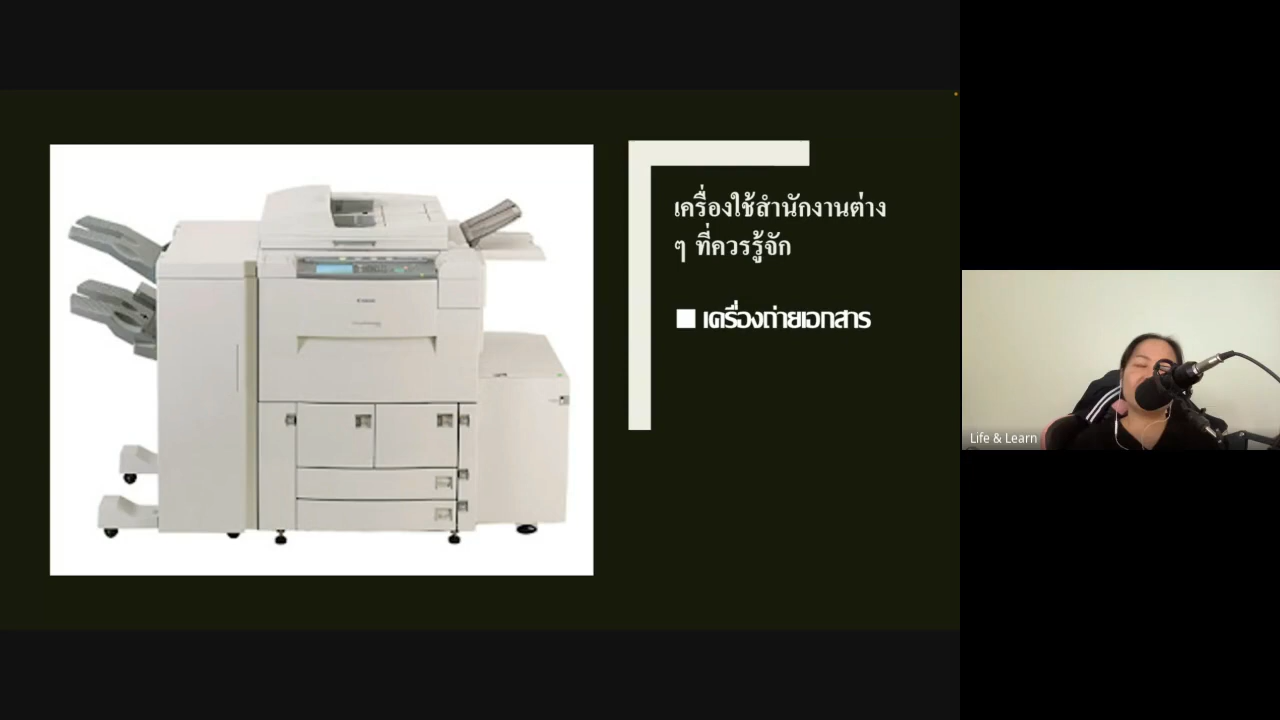 เครื่องใช้สำนักงานต่าง
ๆ ที่ควรรู้จัก
เครื่องถ่ายเอกสาร
Canon
Life & Learn